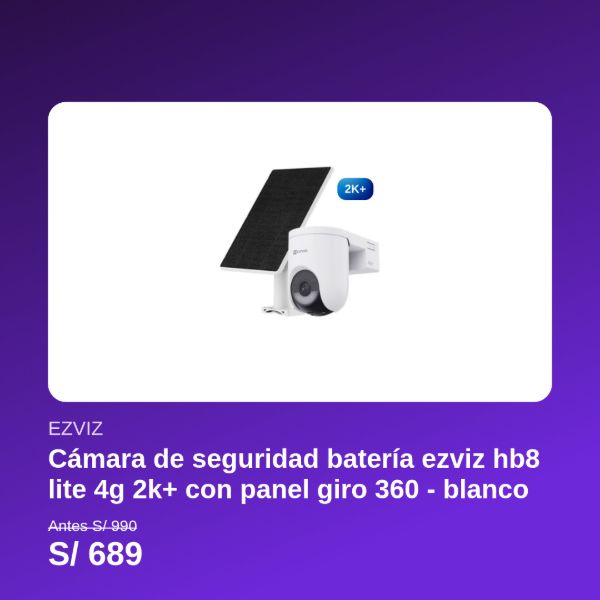 2K+
EZVIZ
Cámara de seguridad batería ezviz hb8
lite 4g 2k+ con panel giro 360 - blanco
Antes S/ 990
S/ 689